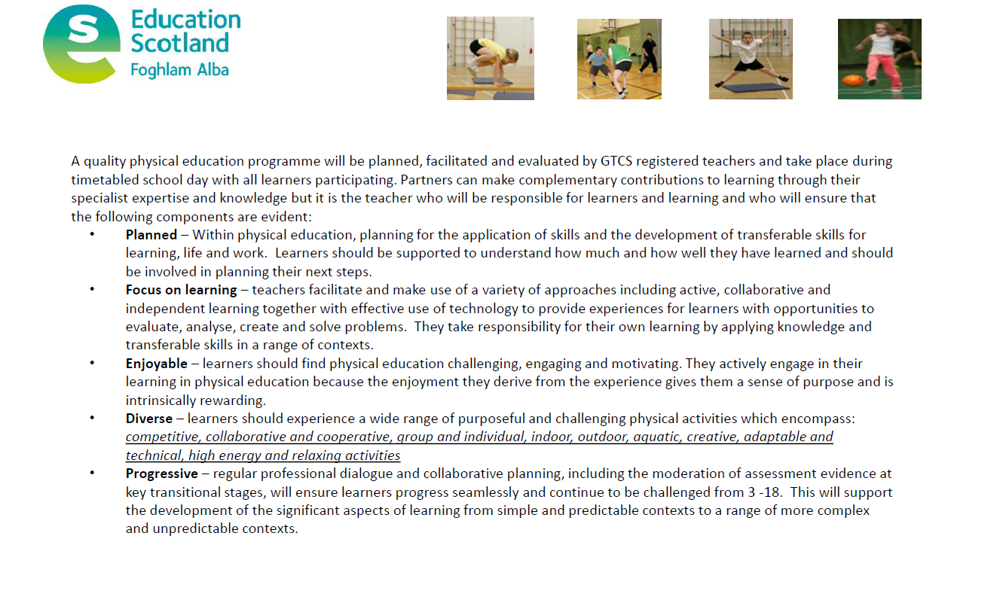 Education
Scotland
Foghlam Alba
A quality physical education programme will be planned, facilitated and evaluated by GTCS registered teachers and take place during
timetabled school day with all learners participating. Partners can make complementary contributions to learning through their
specialist expertise and knowledge but it is the teacher who will be responsible for learners and learning and who will ensure that
the following components are evident:
• Planned – Within physical education, planning for the application of skills and the development of transferable skills for
learning, life and work.  Learners should be supported to understand how much and how well they have learned and should
be involved in planning their next steps.
• Focus on learning – teachers facilitate and make use of a variety of approaches including active, collaborative and
independent learning together with effective use of technology to provide experiences for learners with opportunities to
evaluate, analyse, create and solve problems.  They take responsibility for their own learning by applying knowledge and
transferable skills in a range of contexts.
• Enjoyable – learners should find physical education challenging, engaging and motivating. They actively engage in their
learning in physical education because the enjoyment they derive from the experience gives them a sense of purpose and is
intrinsically rewarding.
• Diverse – learners should experience a wide range of purposeful and challenging physical activities which encompass:
competitive, collaborative and cooperative, group and individual, indoor, outdoor, aquatic, creative, adaptable and
technical, high energy and relaxing activities
• Progressive – regular professional dialogue and collaborative planning, including the moderation of assessment evidence at
key transitional stages, will ensure learners progress seamlessly and continue to be challenged from 3 -18.  This will support
the development of the significant aspects of learning from simple and predictable contexts to a range of more complex
and unpredictable contexts.